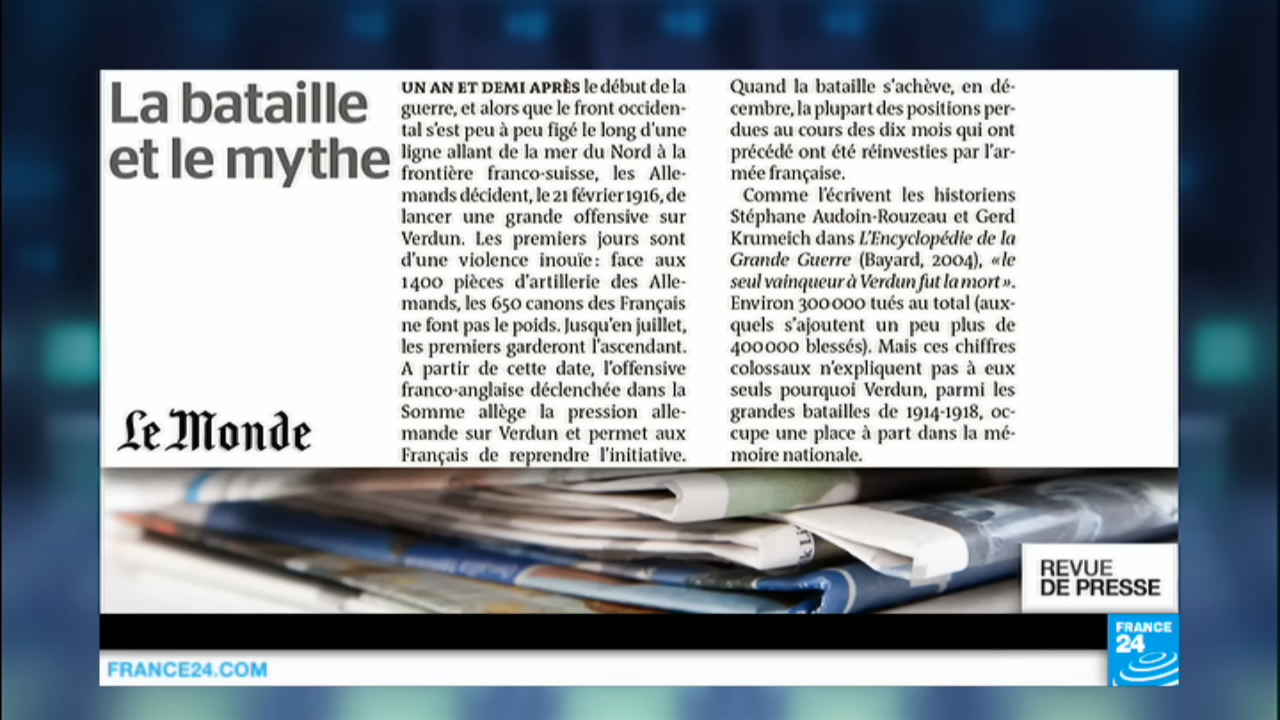 La bataille
et le mythe
UN AN ET DEMI APRÈS le début de la
guerre, et alors que le front occiden-
tal s'est peu à peu figé le long d'une
ligne allant de la mer du Nord à la
frontière franco-suisse, les Alle-
mands décident, le 21 février 1916, de
lancer une grande offensive sur
Verdun. Les premiers jours sont
d'une violence inouïe : face aux
1400 pièces d'artillerie des Alle-
mands, les 650 canons des Français
ne font pas le poids. Jusqu'en juillet,
les premiers garderont l'ascendant.
A partir de cette date, l'offensive
franco-anglaise déclenchée dans la
Somme allège la pression alle-
mande sur Verdun et permet aux
Français de reprendre l'initiative.
Quand la bataille s'achève, en dé-
cembre, la plupart des positions per-
dues au cours des dix mois qui ont
précédé ont été réinvesties par l'ar-
mée française.
Comme l'écrivent les historiens
Stéphane Audoin-Rouzeau et Gerd
Krumeich dans L'Encyclopédie de la
Grande Guerre (Bayard, 2004), «le
seul vainqueur à Verdun fut la mort».
Environ 300000 tués au total (aux-
quels s'ajoutent un peu plus de
400000 blessés). Mais ces chiffres
colossaux n'expliquent pas à eux
seuls pourquoi Verdun, parmi les
grandes batailles de 1914-1918, oc-
cupe une place à part dans la mé-
moire nationale.
Le Monde
REVUE
DE PRESSE
FRANCE
24
FRANCE24.COM